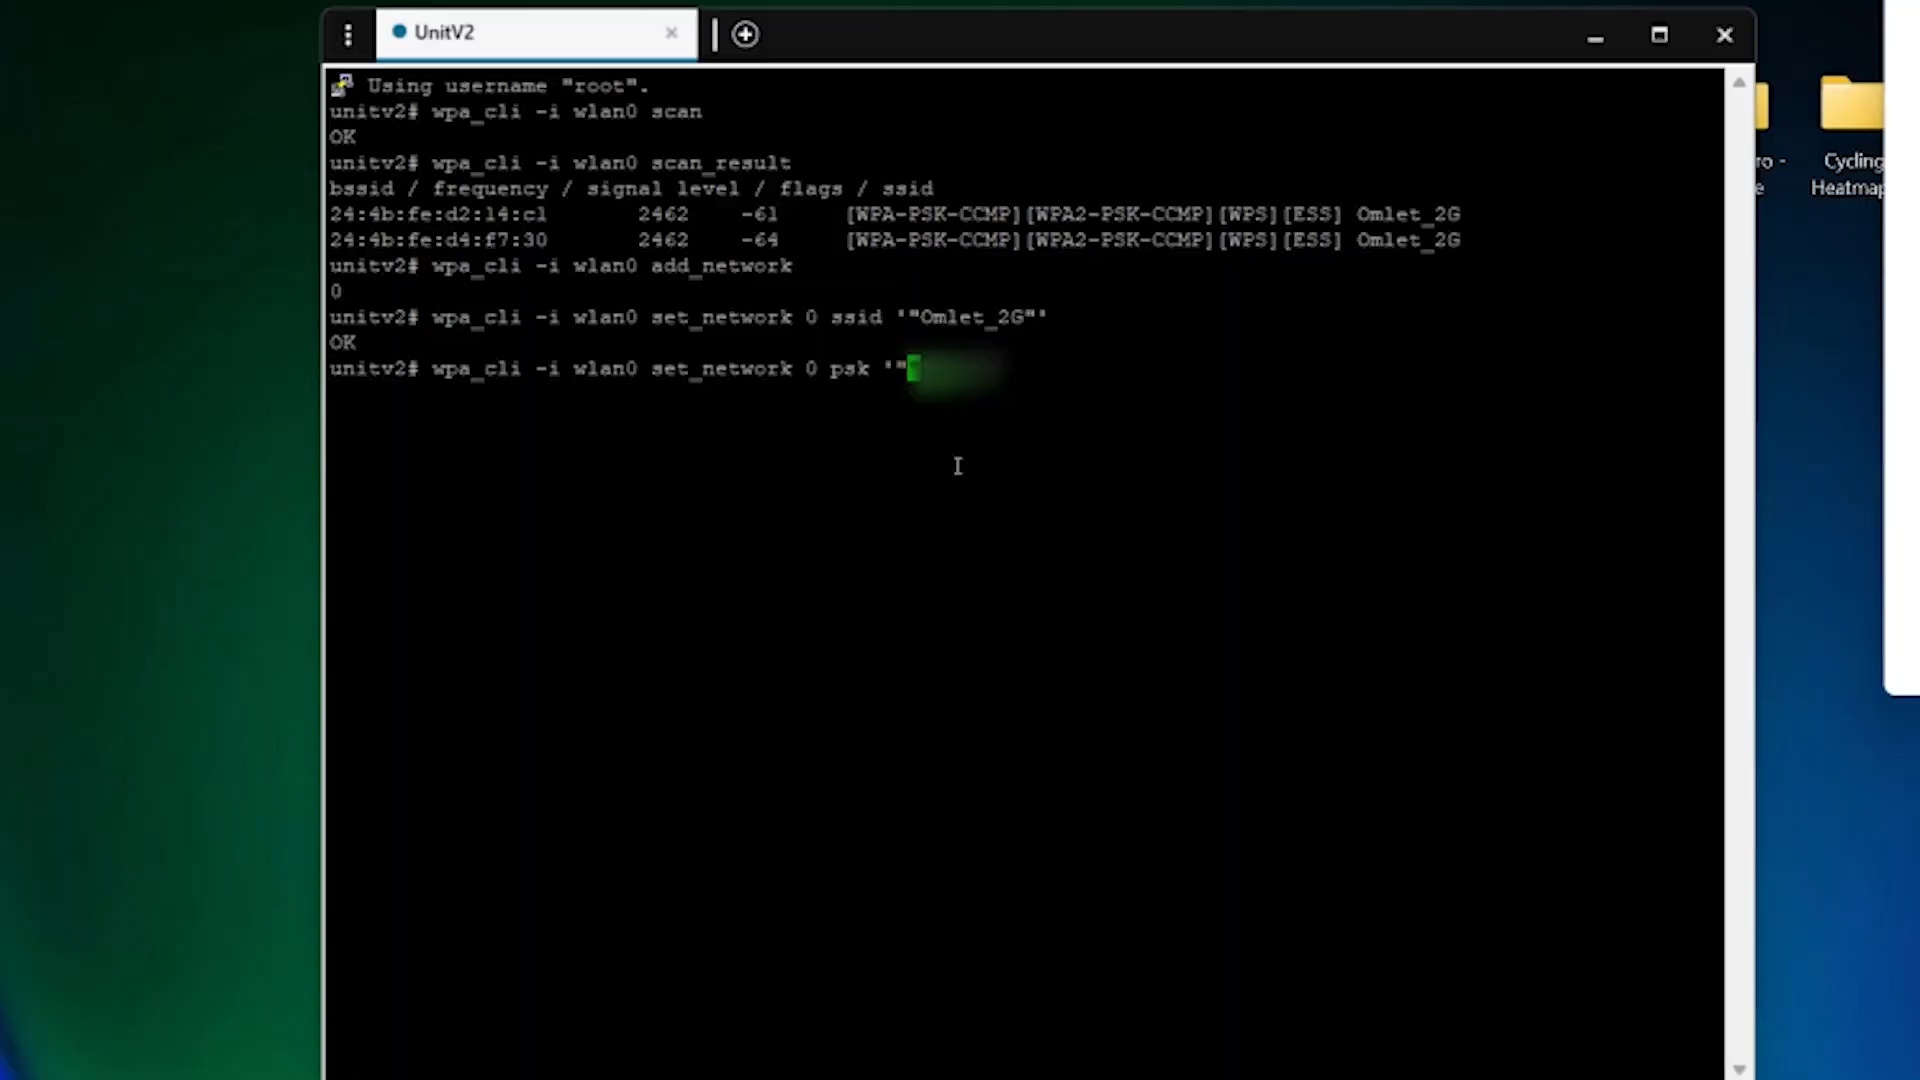 UnitV2
Using username "root".
unitv2# wpa_cli -i wlan0 scan
OK
unitv2# wpa_cli -i wlan0 scan_result
bssid / frequency / signal level / flags / ssid
24:4b:fe:d2:14:c1 2462 -61 [WPA-PSK-CCMP][WPA2-PSK-CCMP][WPS][ESS] Omlet_2G
24:4b:fe:d4:f7:30 2462 -64 [WPA-PSK-CCMP][WPA2-PSK-CCMP][WPS][ESS] Omlet_2G
unitv2# wpa_cli -i wlan0 add_network
0
unitv2# wpa_cli -i wlan0 set_network 0 ssid '"Omlet_2G"'
OK
unitv2# wpa_cli -i wlan0 set_network 0 psk '"
ro -
e
Cycling
Heatmap